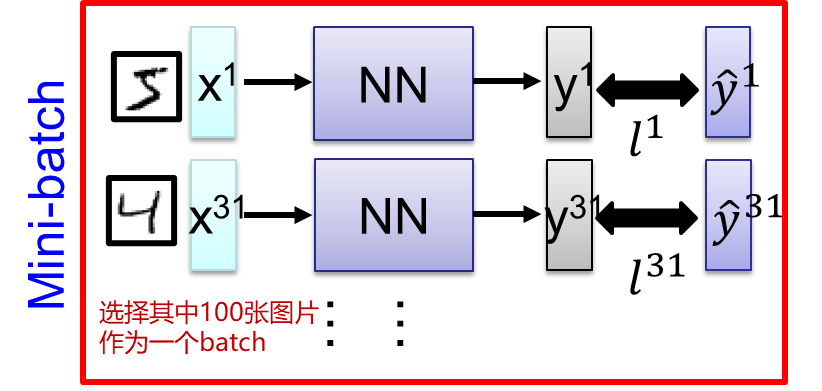 Mini-batch
5 x¹ NN y¹ ŷ¹
l¹
4 x³¹ NN y³¹ ŷ³¹
l³¹
选择其中100张图片
作为一个batch